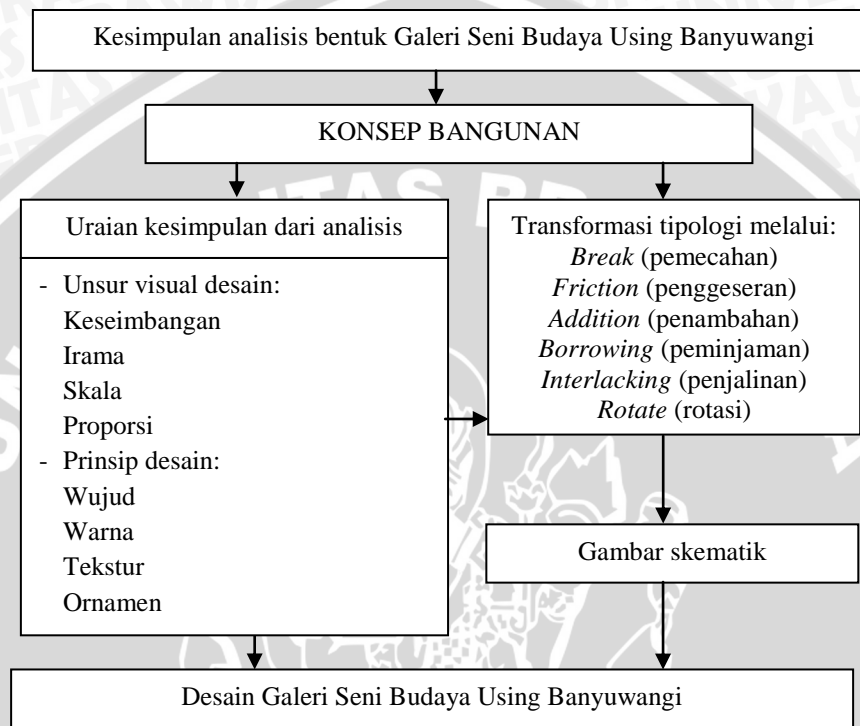 Kesimpulan analisis bentuk Galeri Seni Budaya Using Banyuwangi
KONSEP BANGUNAN
Uraian kesimpulan dari analisis
- Unsur visual desain:
Keseimbangan
Irama
Skala
Proporsi
- Prinsip desain:
Wujud
Warna
Tekstur
Ornamen
Transformasi tipologi melalui:
Break (pemecahan)
Friction (penggeseran)
Addition (penambahan)
Borrowing (peminjaman)
Interlacking (penjalinan)
Rotate (rotasi)
Gambar skematik
Desain Galeri Seni Budaya Using Banyuwangi